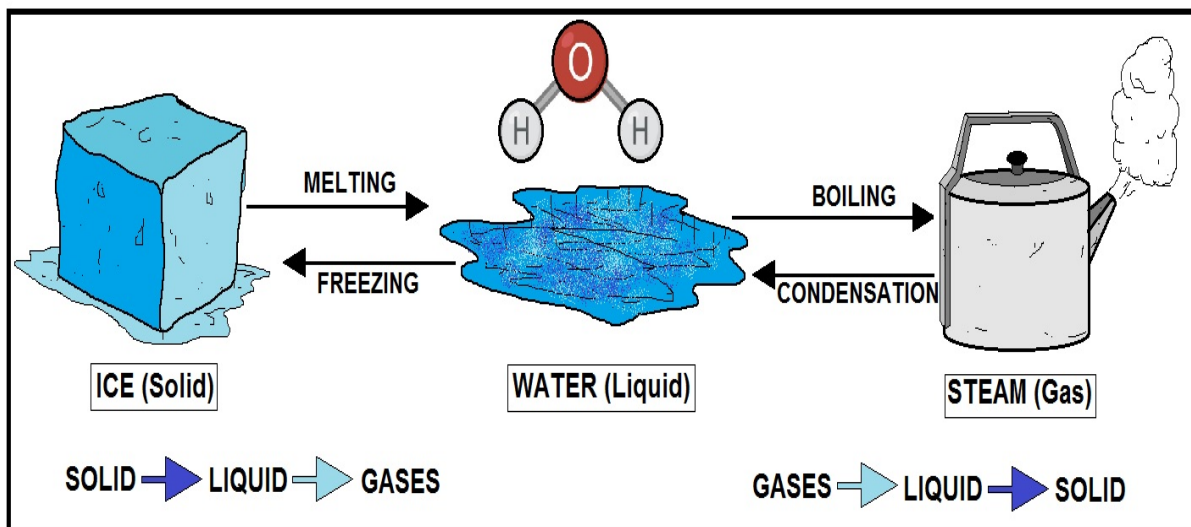 O
H H
MELTING
BOILING
FREEZING
CONDENSATION
ICE (Solid)
WATER (Liquid)
STEAM (Gas)
SOLID LIQUID GASES
GASES LIQUID SOLID